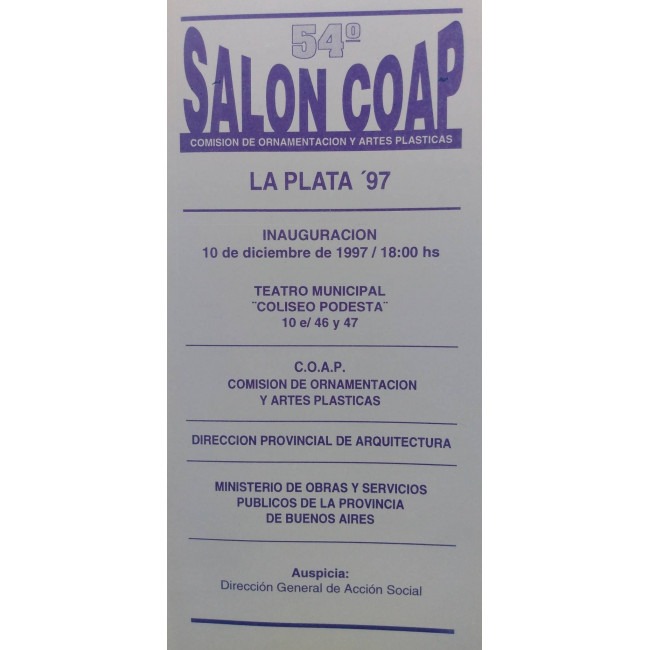 54º
SALON COAP
COMISION DE ORNAMENTACION Y ARTES PLASTICAS
LA PLATA ´97
INAUGURACION
10 de diciembre de 1997 / 18:00 hs
TEATRO MUNICIPAL
¨COLISEO PODESTA¨
10 e/ 46 y 47
C.O.A.P.
COMISION DE ORNAMENTACION
Y ARTES PLASTICAS
DIRECCION PROVINCIAL DE ARQUITECTURA
MINISTERIO DE OBRAS Y SERVICIOS
PUBLICOS DE LA PROVINCIA
DE BUENOS AIRES
Auspicia:
Dirección General de Acción Social